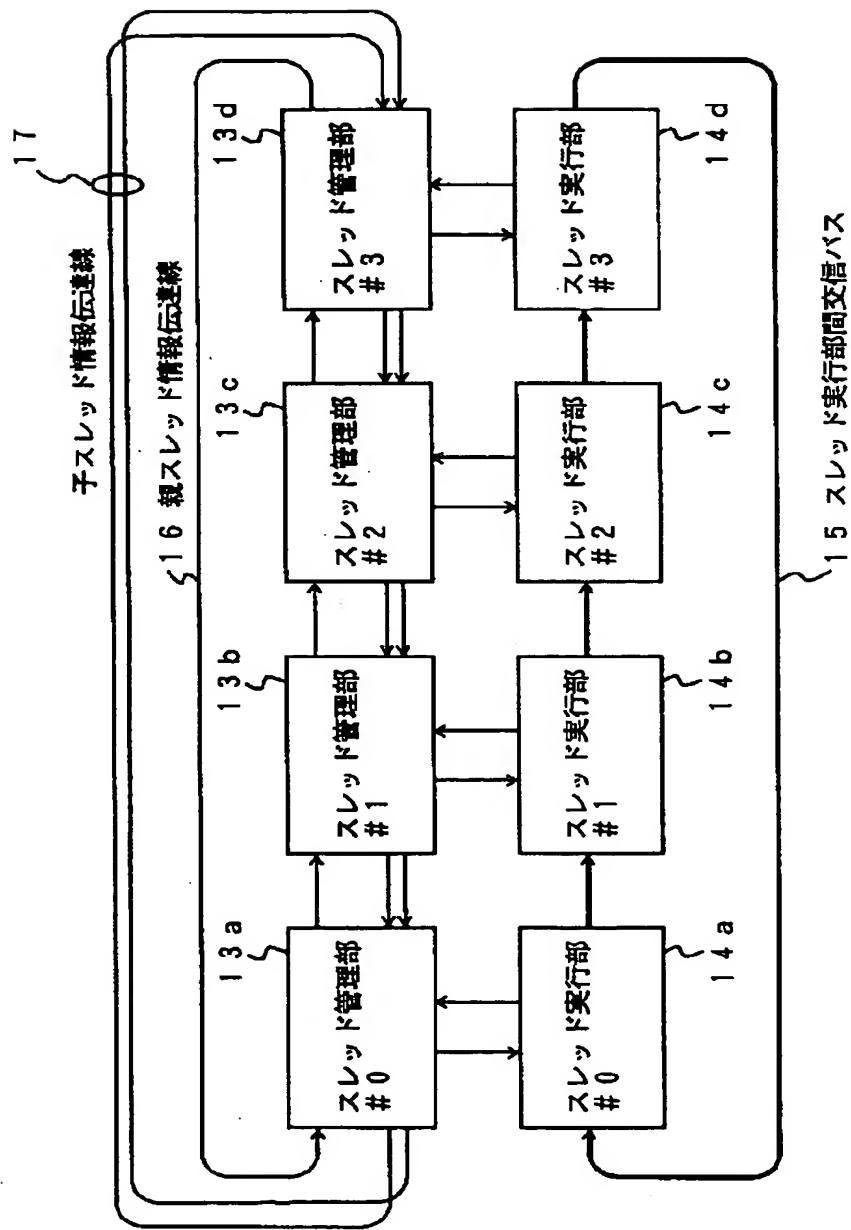 17
子スレッド情報伝達線
16 親スレッド情報伝達線
13a
13b
13c
13d
スレッド管理部
#0
スレッド管理部
#1
スレッド管理部
#2
スレッド管理部
#3
スレッド実行部
#0
スレッド実行部
#1
スレッド実行部
#2
スレッド実行部
#3
14a
14b
14c
14d
15 スレッド実行部間交信バス